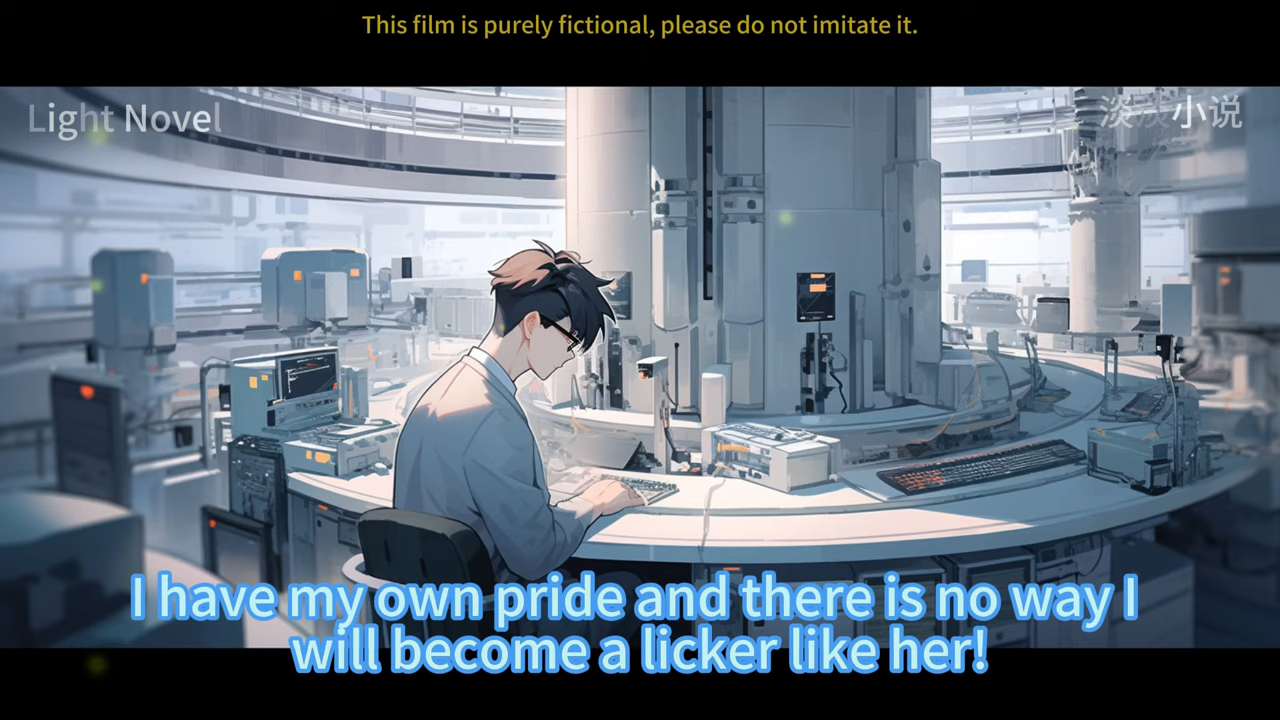 This film is purely fictional, please do not imitate it.
Light Novel
淡淡小说
I have my own pride and there is no way I
will become a licker like her!